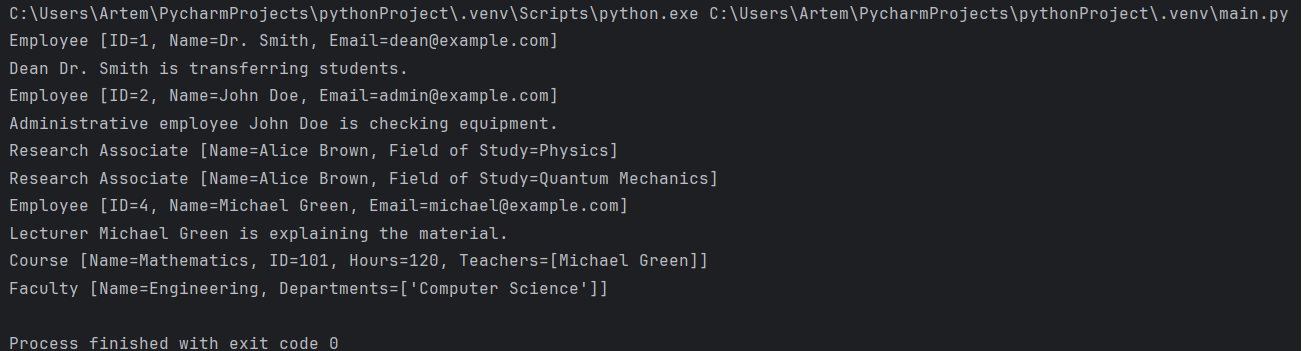 C:\Users\Artem\PycharmProjects\pythonProject\.venv\Scripts\python.exe C:\Users\Artem\PycharmProjects\pythonProject\.venv\main.py
Employee [ID=1, Name=Dr. Smith, Email=dean@example.com]
Dean Dr. Smith is transferring students.
Employee [ID=2, Name=John Doe, Email=admin@example.com]
Administrative employee John Doe is checking equipment.
Research Associate [Name=Alice Brown, Field of Study=Physics]
Research Associate [Name=Alice Brown, Field of Study=Quantum Mechanics]
Employee [ID=4, Name=Michael Green, Email=michael@example.com]
Lecturer Michael Green is explaining the material.
Course [Name=Mathematics, ID=101, Hours=120, Teachers=[Michael Green]]
Faculty [Name=Engineering, Departments=['Computer Science']]
Process finished with exit code 0